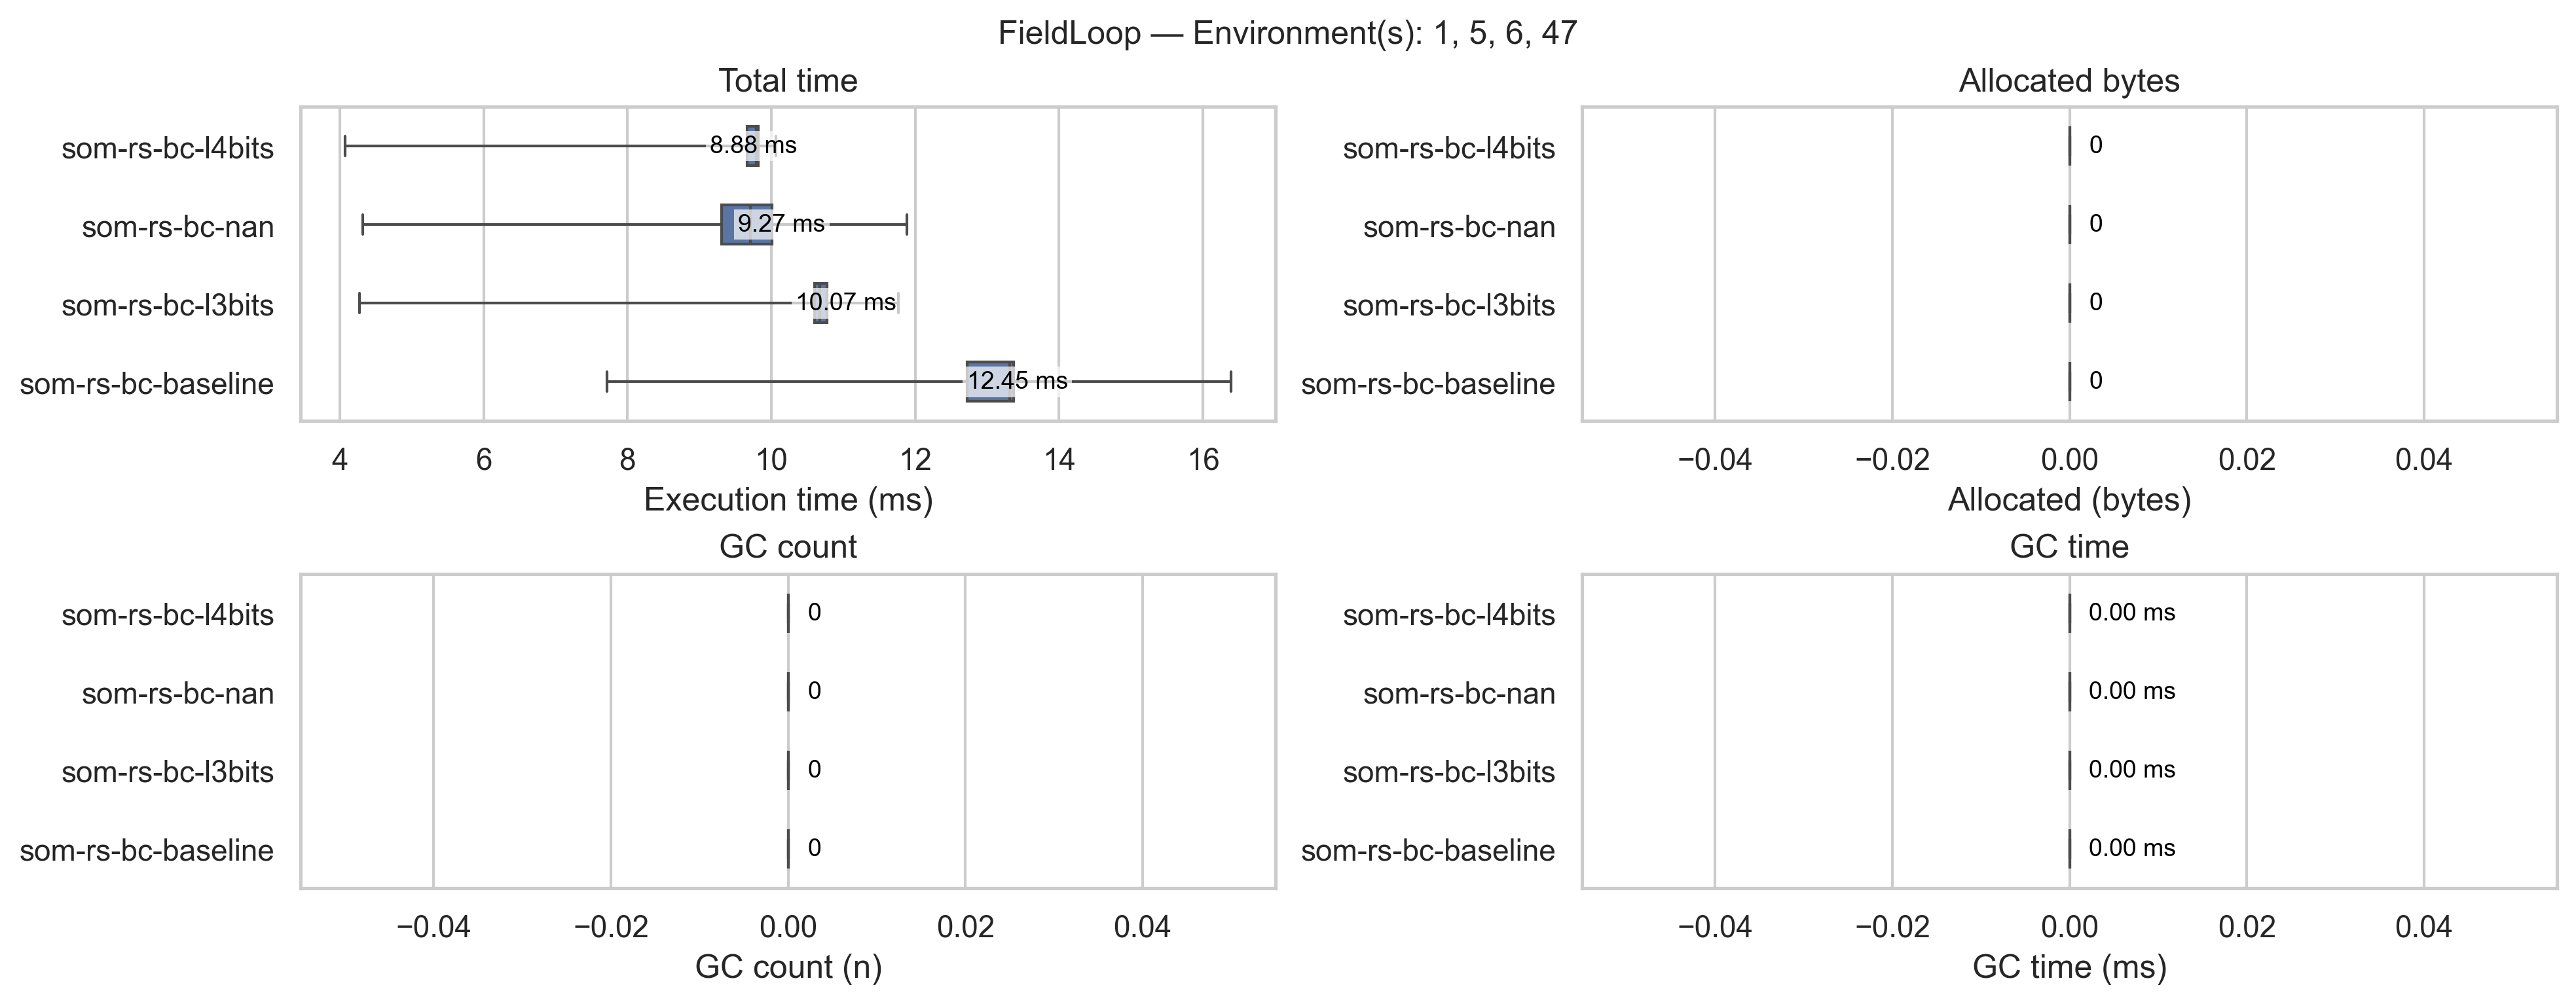 FieldLoop — Environment(s): 1, 5, 6, 47
Total time
som-rs-bc-l4bits
8.88 ms
som-rs-bc-nan
9.27 ms
som-rs-bc-l3bits
10.07 ms
som-rs-bc-baseline
12.45 ms
4 6 8 10 12 14 16
Execution time (ms)
Allocated bytes
som-rs-bc-l4bits
0
som-rs-bc-nan
0
som-rs-bc-l3bits
0
som-rs-bc-baseline
0
−0.04 −0.02 0.00 0.02 0.04
Allocated (bytes)
GC count
som-rs-bc-l4bits
0
som-rs-bc-nan
0
som-rs-bc-l3bits
0
som-rs-bc-baseline
0
−0.04 −0.02 0.00 0.02 0.04
GC count (n)
GC time
som-rs-bc-l4bits
0.00 ms
som-rs-bc-nan
0.00 ms
som-rs-bc-l3bits
0.00 ms
som-rs-bc-baseline
0.00 ms
−0.04 −0.02 0.00 0.02 0.04
GC time (ms)